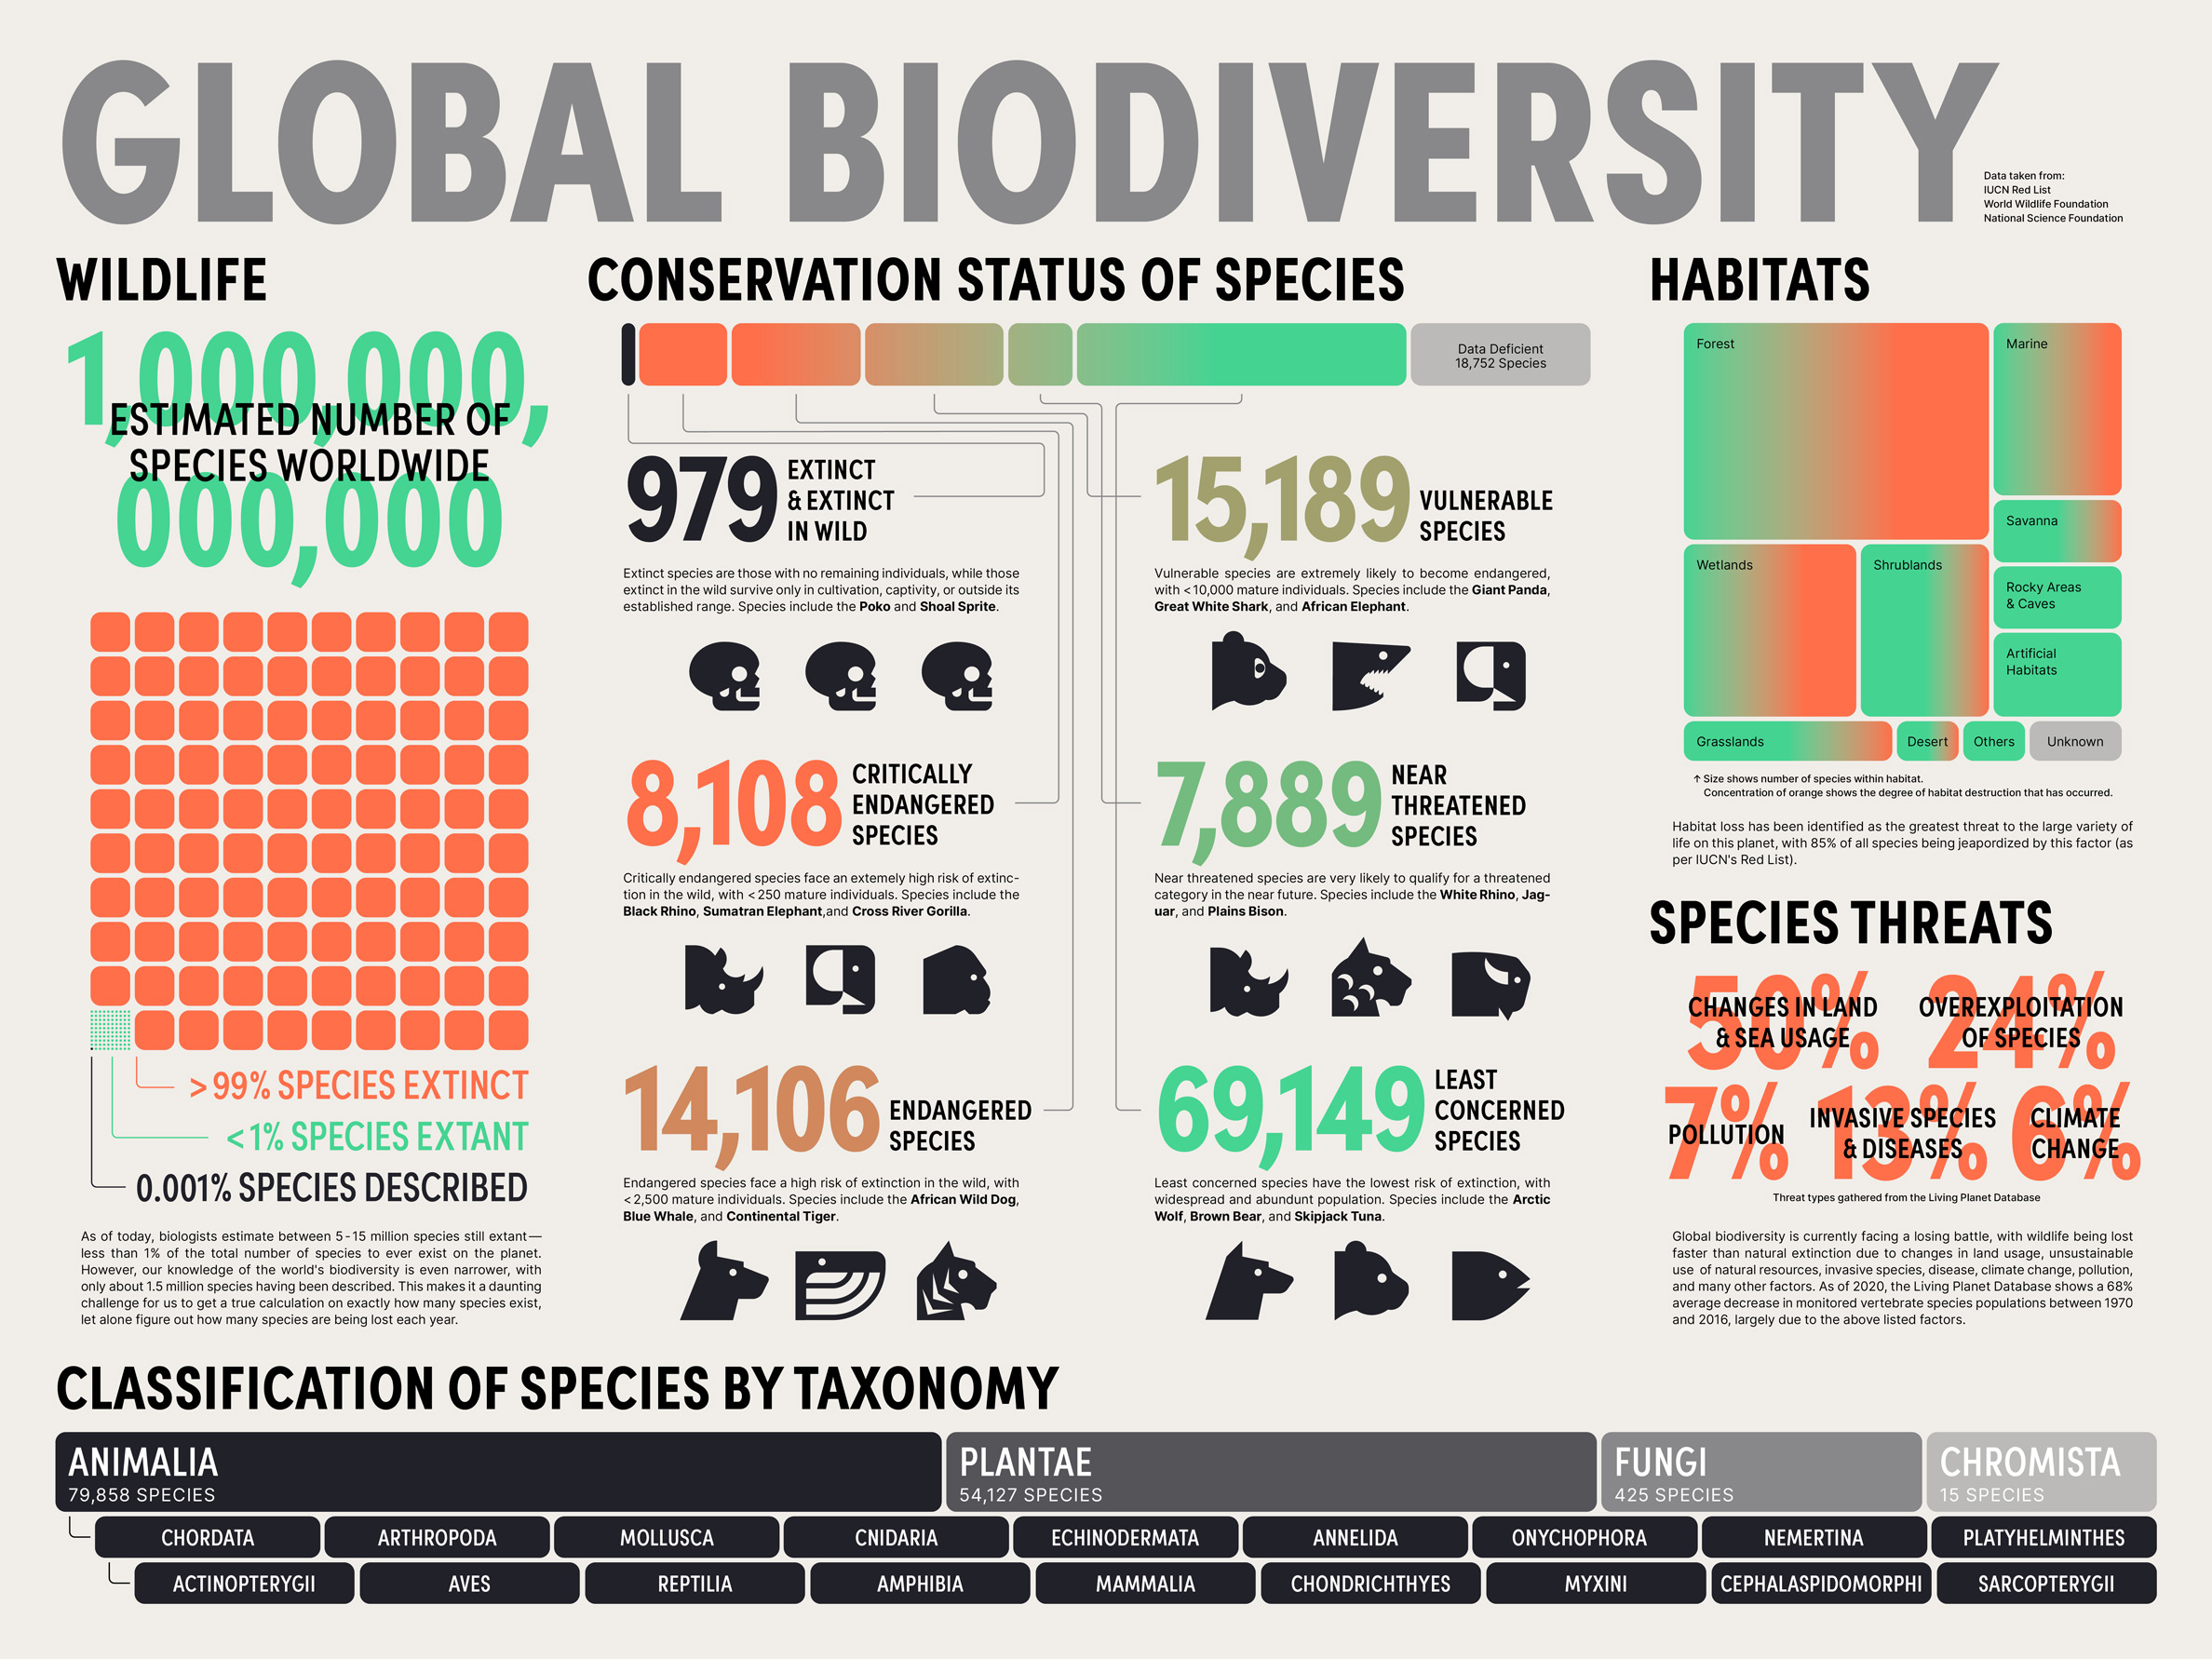 GLOBAL BIODIVERSITY
Data taken from:
IUCN Red List
World Wildlife Foundation
National Science Foundation
WILDLIFE
1,000,000,
000,000
ESTIMATED NUMBER OF
SPECIES WORLDWIDE
>99% SPECIES EXTINCT
<1% SPECIES EXTANT
0.001% SPECIES DESCRIBED
As of today, biologists estimate between 5-15 million species still extant—
less than 1% of the total number of species to ever exist on the planet.
However, our knowledge of the world's biodiversity is even narrower, with
only about 1.5 million species having been described. This makes it a daunting
challenge for us to get a true calculation on exactly how many species exist,
let alone figure out how many species are being lost each year.
CONSERVATION STATUS OF SPECIES
Data Deficient
18,752 Species
979
EXTINCT
& EXTINCT
IN WILD
Extinct species are those with no remaining individuals, while those
extinct in the wild survive only in cultivation, captivity, or outside its
established range. Species include the Poko and Shoal Sprite.
8,108
CRITICALLY
ENDANGERED
SPECIES
Critically endangered species face an extemely high risk of extinc-
tion in the wild, with <250 mature individuals. Species include the
Black Rhino, Sumatran Elephant,and Cross River Gorilla.
14,106
ENDANGERED
SPECIES
Endangered species face a high risk of extinction in the wild, with
<2,500 mature individuals. Species include the African Wild Dog,
Blue Whale, and Continental Tiger.
15,189
VULNERABLE
SPECIES
Vulnerable species are extremely likely to become endangered,
with <10,000 mature individuals. Species include the Giant Panda,
Great White Shark, and African Elephant.
7,889
NEAR
THREATENED
SPECIES
Near threatened species are very likely to qualify for a threatened
category in the near future. Species include the White Rhino, Jag-
uar, and Plains Bison.
69,149
LEAST
CONCERNED
SPECIES
Least concerned species have the lowest risk of extinction, with
widespread and abundunt population. Species include the Arctic
Wolf, Brown Bear, and Skipjack Tuna.
HABITATS
Forest
Marine
Savanna
Wetlands
Shrublands
Rocky Areas
& Caves
Artificial
Habitats
Grasslands
Desert
Others
Unknown
↑ Size shows number of species within habitat.
Concentration of orange shows the degree of habitat destruction that has occurred.
Habitat loss has been identified as the greatest threat to the large variety of
life on this planet, with 85% of all species being jeapordized by this factor (as
per IUCN's Red List).
SPECIES THREATS
50%
CHANGES IN LAND
& SEA USAGE
24%
OVEREXPLOITATION
OF SPECIES
7%
POLLUTION
13%
INVASIVE SPECIES
& DISEASES
6%
CLIMATE
CHANGE
Threat types gathered from the Living Planet Database
Global biodiversity is currently facing a losing battle, with wildlife being lost
faster than natural extinction due to changes in land usage, unsustainable
use of natural resources, invasive species, disease, climate change, pollution,
and many other factors. As of 2020, the Living Planet Database shows a 68%
average decrease in monitored vertebrate species populations between 1970
and 2016, largely due to the above listed factors.
CLASSIFICATION OF SPECIES BY TAXONOMY
ANIMALIA
79,858 SPECIES
PLANTAE
54,127 SPECIES
FUNGI
425 SPECIES
CHROMISTA
15 SPECIES
CHORDATA
ARTHROPODA
MOLLUSCA
CNIDARIA
ECHINODERMATA
ANNELIDA
ONYCHOPHORA
NEMERTINA
PLATYHELMINTHES
ACTINOPTERYGII
AVES
REPTILIA
AMPHIBIA
MAMMALIA
CHONDRICHTHYES
MYXINI
CEPHALASPIDOMORPHI
SARCOPTERYGII